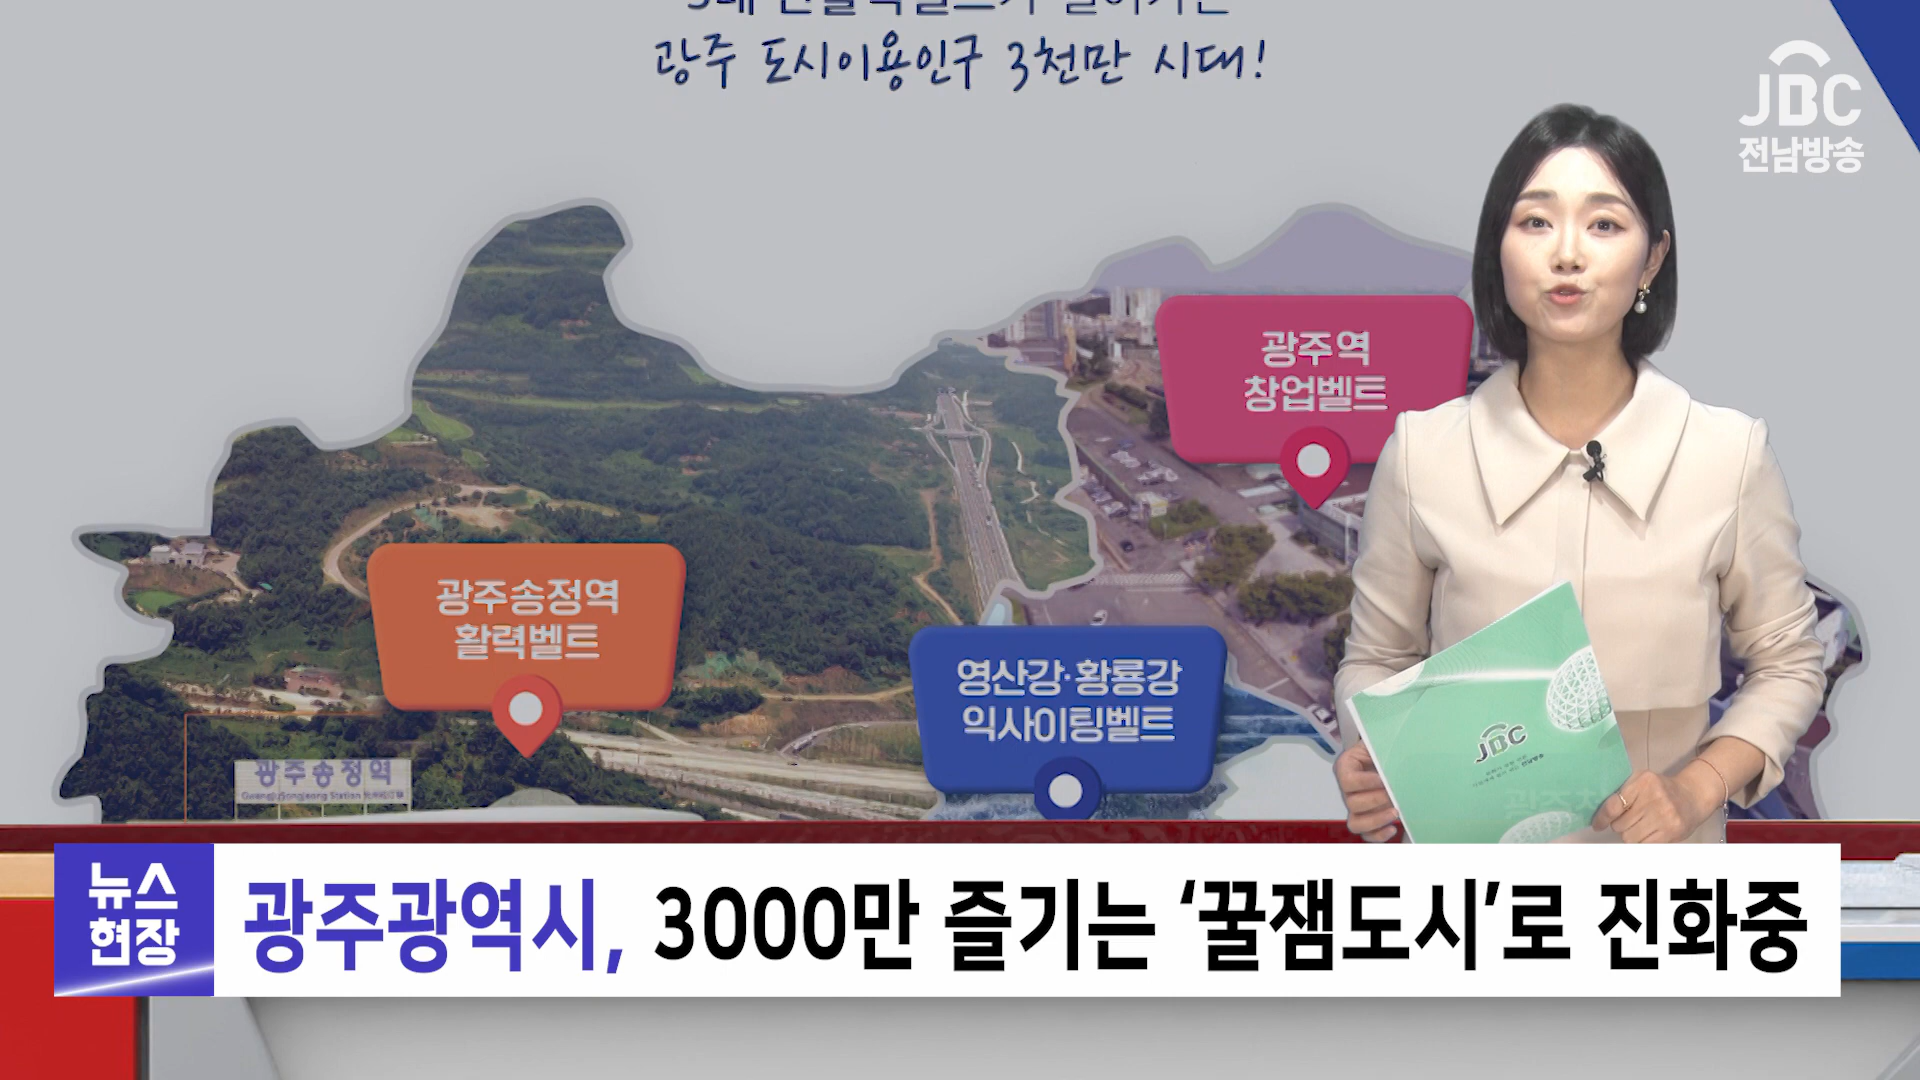 광주 도시이용인구 3천만 시대!
JBC
전남방송
광주역
창업벨트
광주송정역
활력벨트
영산강·황룡강
익사이팅벨트
광주송정역
JBC
뉴스
현장
광주광역시, 3000만 즐기는 ‘꿀잼도시’로 진화중